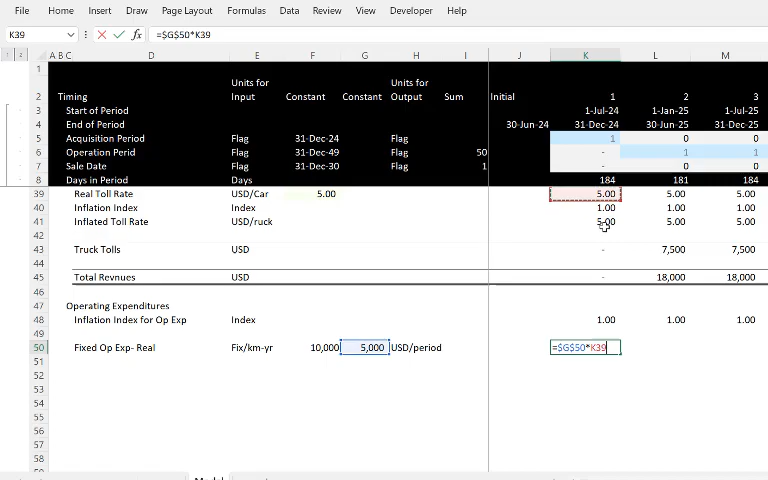 File Home Insert Draw Page Layout Formulas Data Review View Developer Help
K39 fx =$G$50*K39
1 2 A B C D E F G H I J K L M
1
Units for Units for
2 Timing Input Constant Constant Output Sum Initial 1 2 3
3 Start of Period 1-Jul-24 1-Jan-25 1-Jul-25
4 End of Period 30-Jun-24 31-Dec-24 30-Jun-25 31-Dec-25
5 Acquisition Period Flag 31-Dec-24 Flag 1 0 0
6 Operation Perid Flag 31-Dec-49 Flag 50 - 1 1
7 Sale Date Flag 31-Dec-30 Flag 1 - 0 0
8 Days in Period Days 184 181 184
39 Real Toll Rate USD/Car 5.00 5.00 5.00 5.00
40 Inflation Index Index 1.00 1.00 1.00
41 Inflated Toll Rate USD/ruck 5.00 5.00 5.00
42
43 Truck Tolls USD - 7,500 7,500
44
45 Total Revnues USD - 18,000 18,000
46
47 Operating Expenditures
48 Inflation Index for Op Exp Index 1.00 1.00 1.00
49
50 Fixed Op Exp- Real Fix/km-yr 10,000 5,000 USD/period =$G$50*K39
51
52
53
54
55
56
57
58